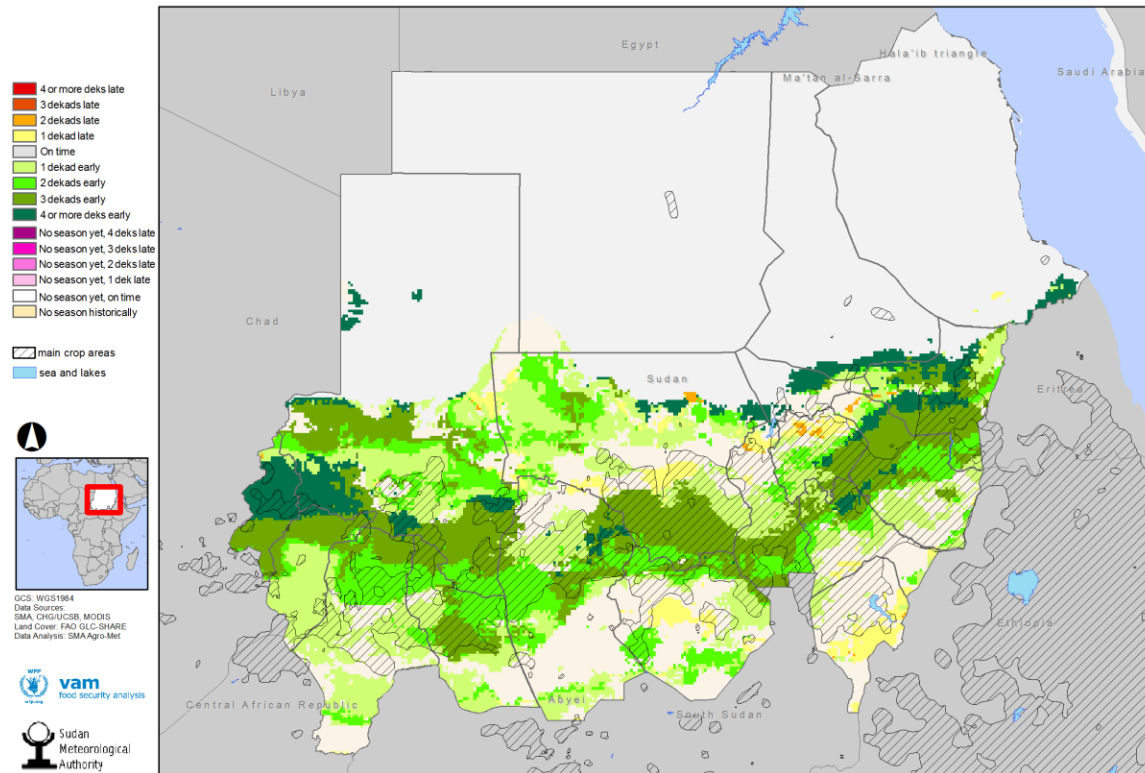 Egypt
Hala'ib triangle
Ma'tan al-Sarra
Saudi Arabia
Libya
4 or more deks late
3 dekads late
2 dekads late
1 dekad late
On time
1 dekad early
2 dekads early
3 dekads early
4 or more deks early
No season yet, 4 deks late
No season yet, 3 deks late
No season yet, 2 deks late
No season yet, 1 dek late
No season yet, on time
No season historically
main crop areas
sea and lakes
Chad
Sudan
Eritrea
GCS: WGS1984
Data Sources:
SMA, CHG/UCSB, MODIS
Land Cover: FAO GLC-SHARE
Data Analysis: SMA Agro-Met
Ethiopia
WFP
wfp.org
vam
food security analysis
Central African Republic
Abyei
South Sudan
Sudan
Meteorological
Authority